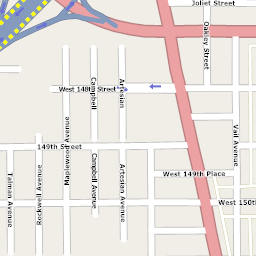 Joliet Street
Oakley Street
West 148th Street
Campbell
Artesian
Maplewood Avenue
149th Street
Vail Avenue
West 149th Place
Talman Avenue
Rockwell Avenue
Campbell Avenue
Artesian Avenue
West 150th